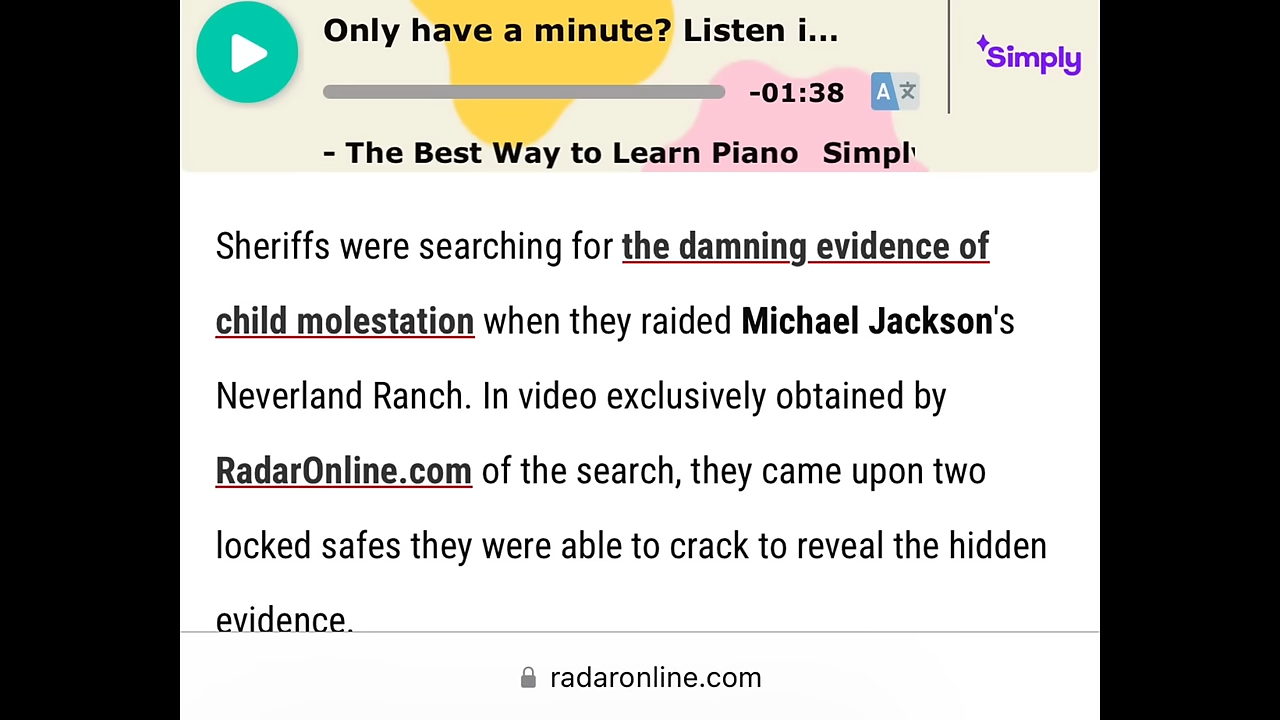 Only have a minute? Listen i...
Simply
-01:38
A 文
- The Best Way to Learn Piano Simply
Sheriffs were searching for the damning evidence of
child molestation when they raided Michael Jackson's
Neverland Ranch. In video exclusively obtained by
RadarOnline.com of the search, they came upon two
locked safes they were able to crack to reveal the hidden
evidence.
radaronline.com